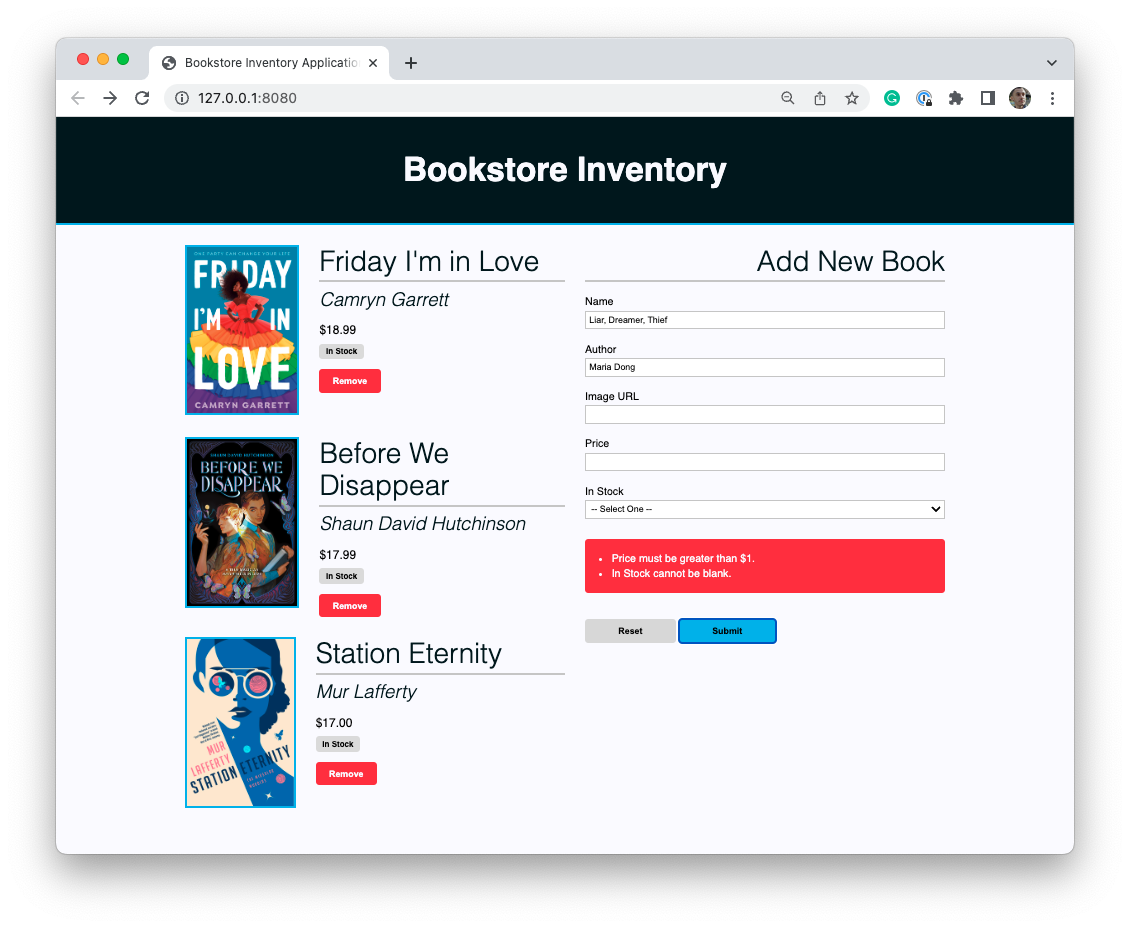 Bookstore Inventory Applicatio
127.0.0.1:8080
Bookstore Inventory
ONE PARTY CAN CHANGE YOUR LIFE
FRIDAY
I'M IN
LOVE
CAMRYN GARRETT
Friday I'm in Love
Camryn Garrett
$18.99
In Stock
Remove
SHAUN DAVID HUTCHINSON
BEFORE WE
DISAPPEAR
Before We
Disappear
Shaun David Hutchinson
$17.99
In Stock
Remove
MUR
LAFFERTY
STATION ETERNITY
THE MIDSOLAR
MURDERS
Station Eternity
Mur Lafferty
$17.00
In Stock
Remove
Add New Book
Name
Liar, Dreamer, Thief
Author
Maria Dong
Image URL
Price
In Stock
-- Select One --
• Price must be greater than $1.
• In Stock cannot be blank.
Reset
Submit